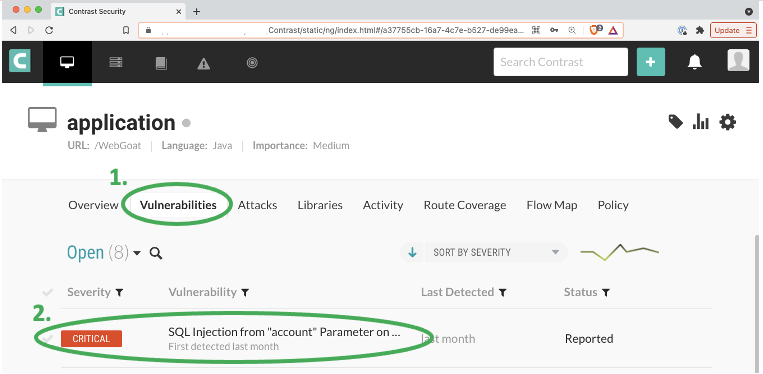 Contrast Security
Contrast/static/ng/index.html#/a37755cb-16a7-4c7e-b527-de99ea...
2
Update
Search Contrast
application
URL: /WebGoat | Language: Java | Importance: Medium
1.
Overview Vulnerabilities Attacks Libraries Activity Route Coverage Flow Map Policy
Open (8) SORT BY SEVERITY
Severity Vulnerability Last Detected Status
2.
CRITICAL SQL Injection from "account" Parameter on ... last month Reported
First detected last month